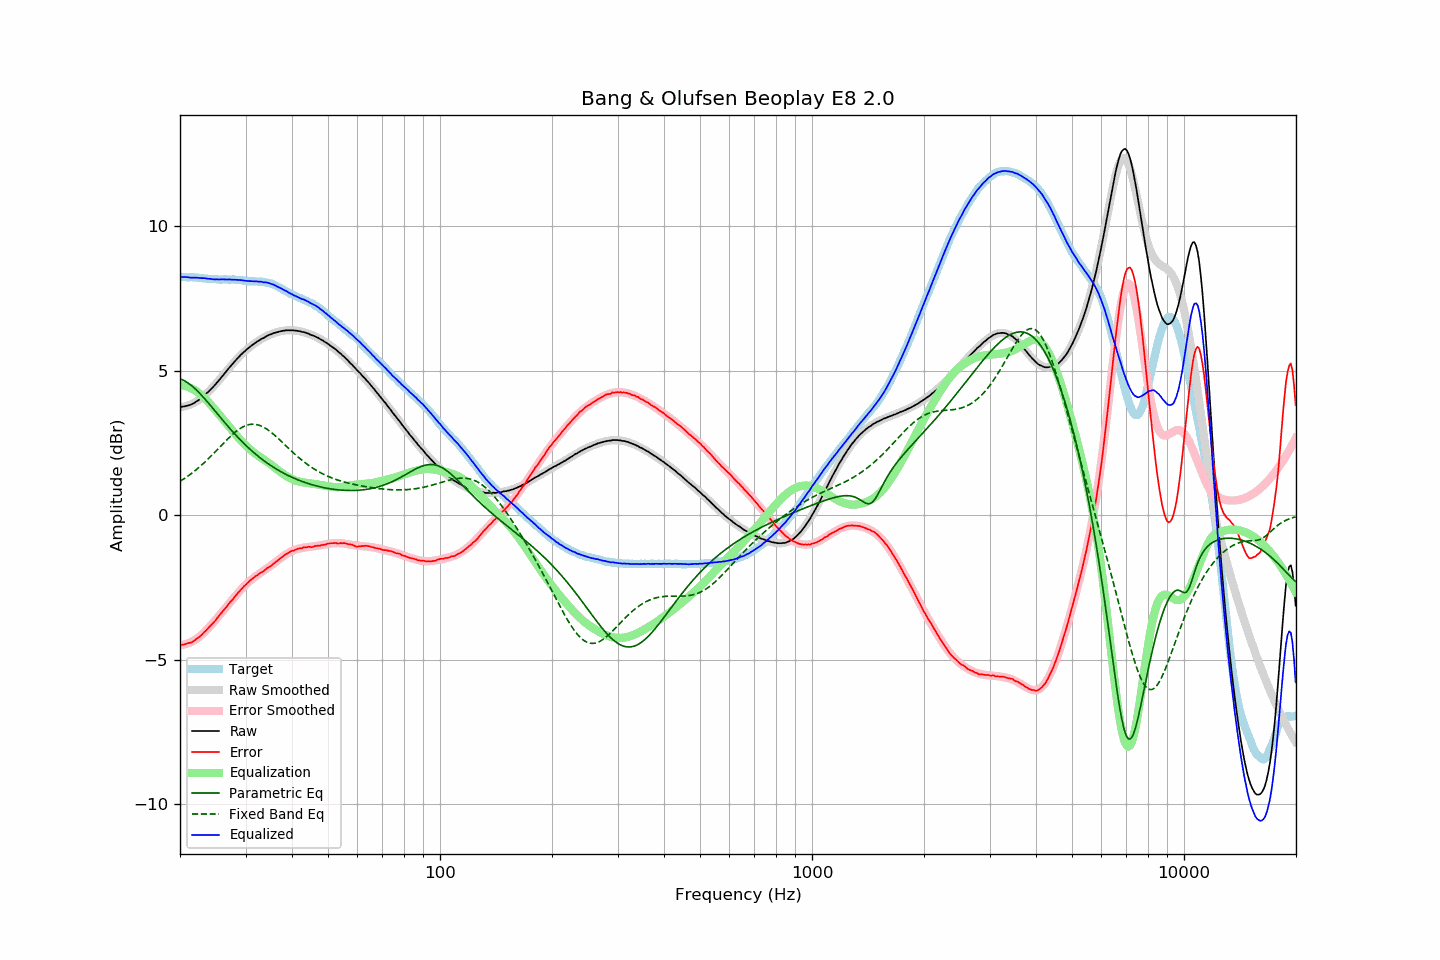 Bang & Olufsen Beoplay E8 2.0
Amplitude (dBr)
10
5
0
−5
−10
Target
Raw Smoothed
Error Smoothed
Raw
Error
Equalization
Parametric Eq
Fixed Band Eq
Equalized
100
1000
10000
Frequency (Hz)